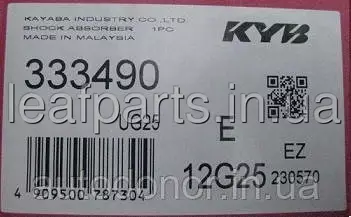 KAYABA INDUSTRY CO.,LTD.
SHOCK ABSORBER 1PC
MADE IN MALAYSIA
KYB
333490
leafparts.in.ua
UG25
E
EZ
12G25 230570
autodonor.in.ua
4 909500 787304